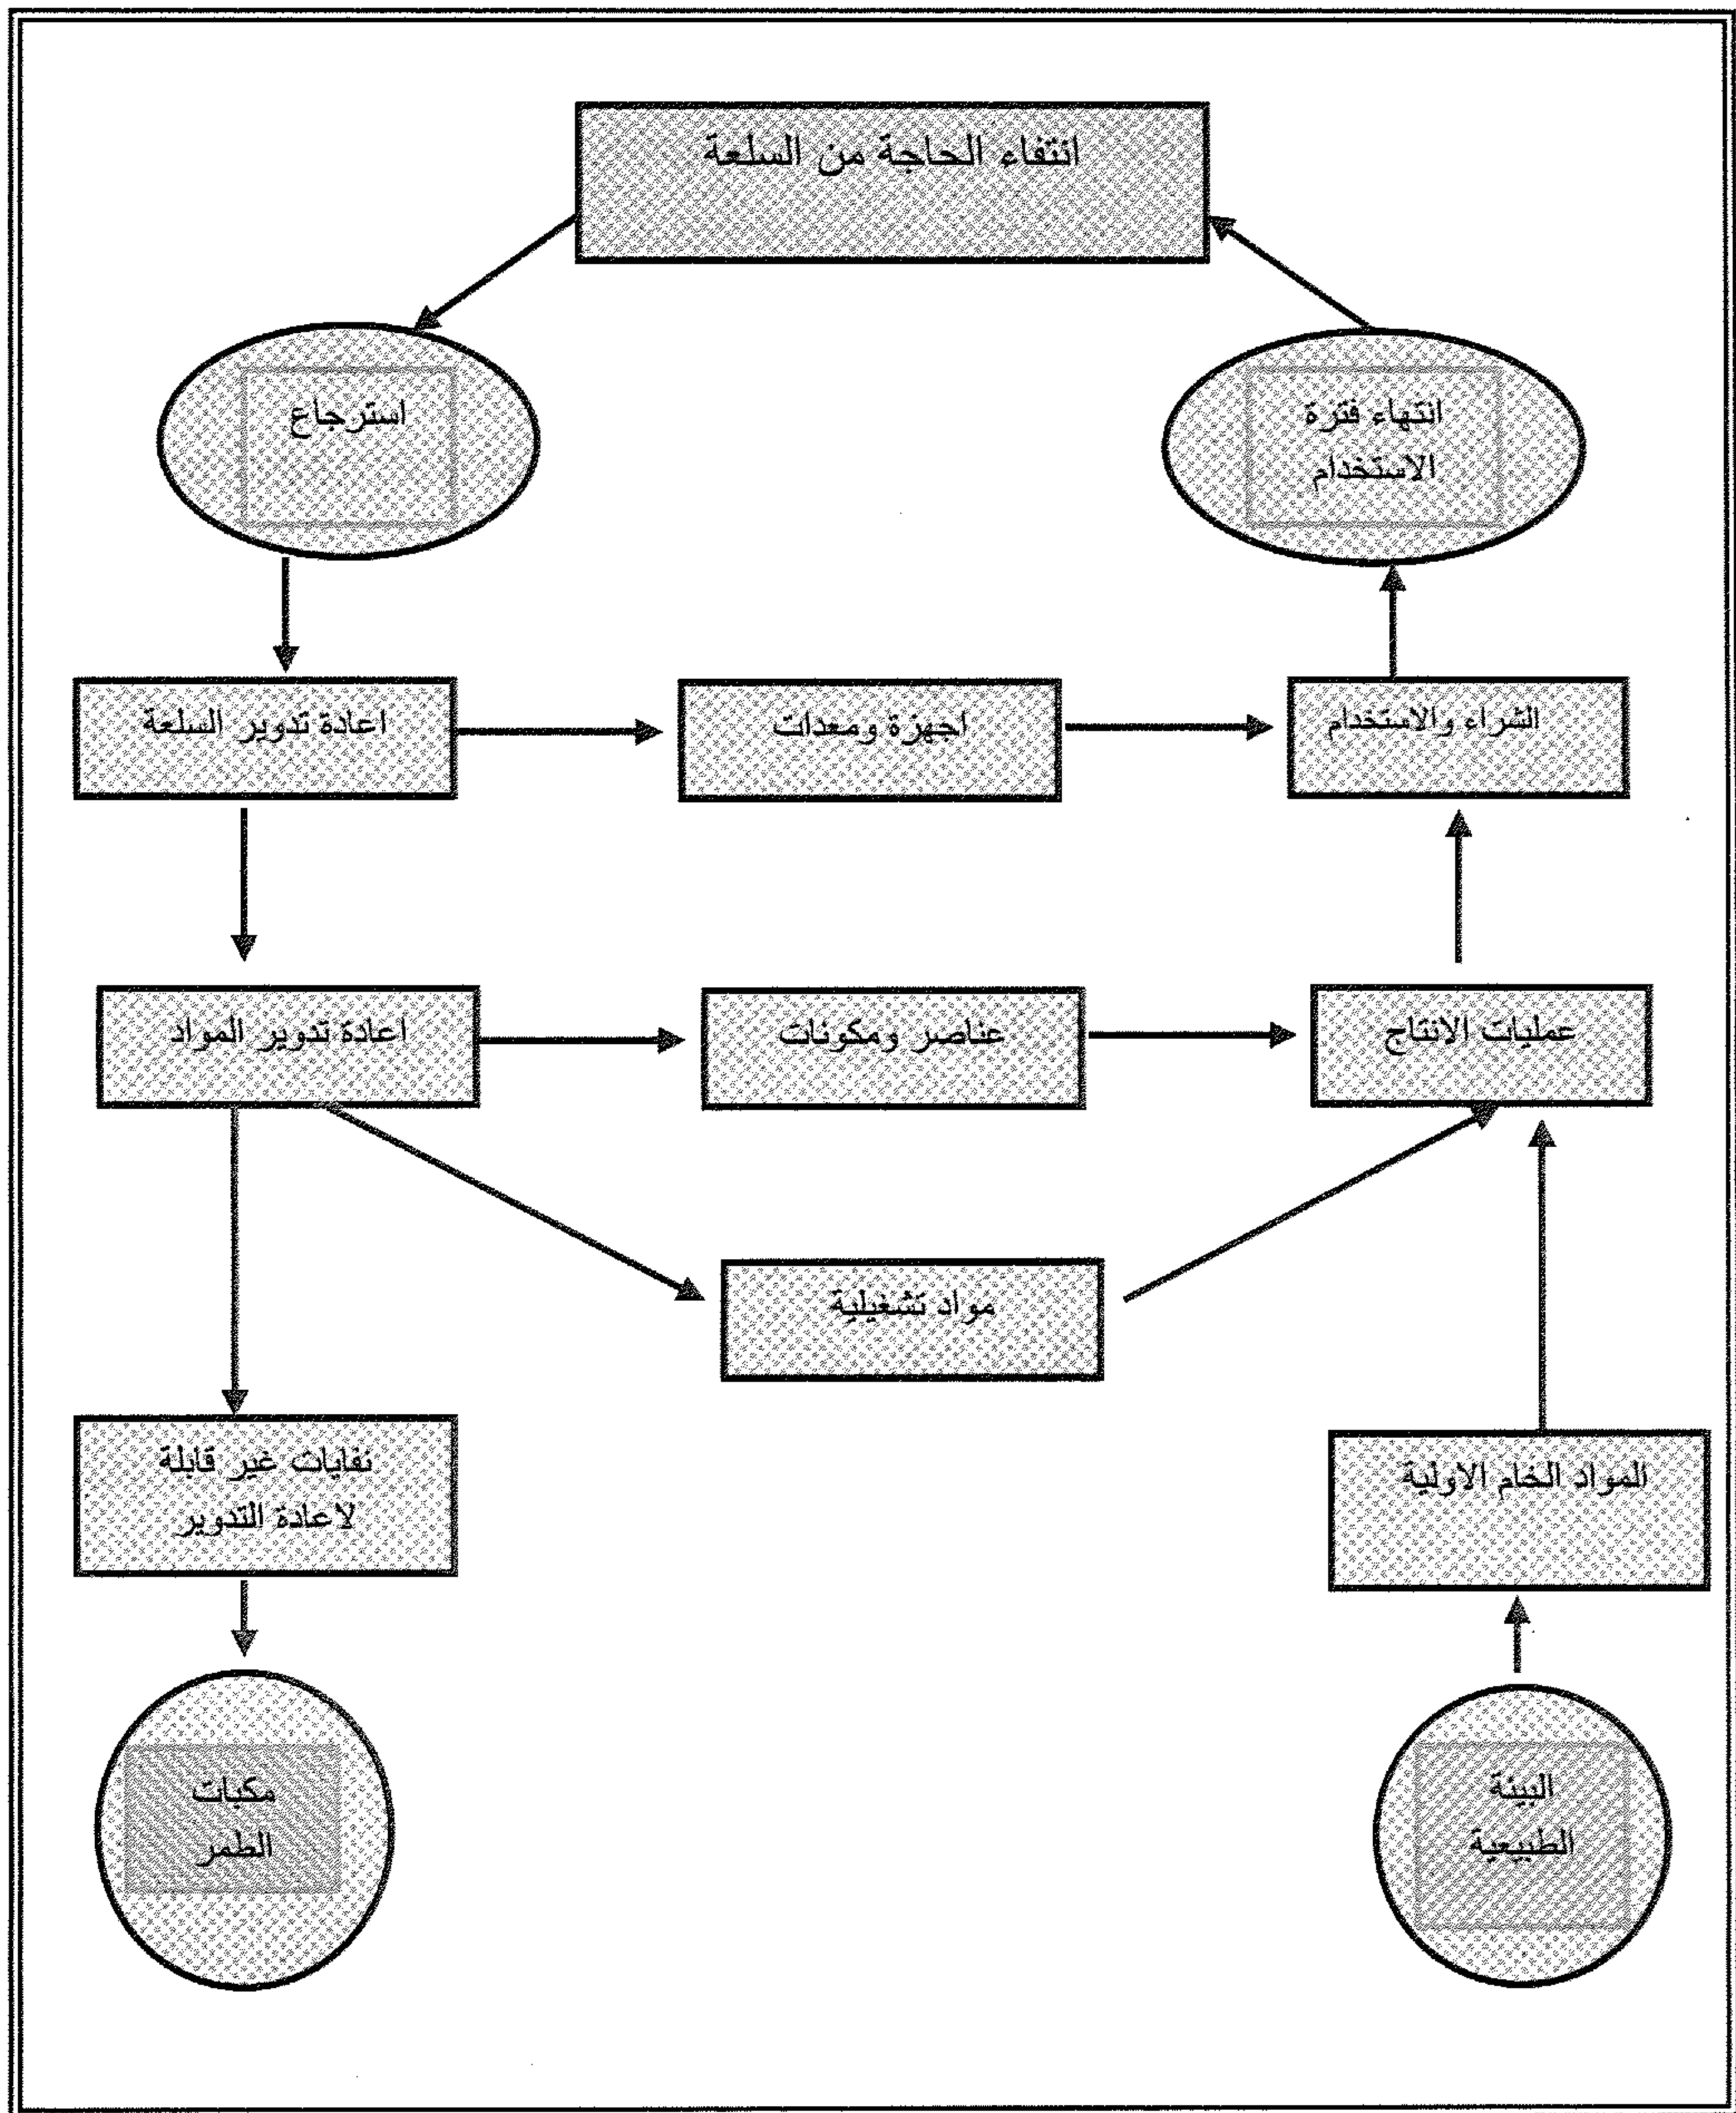 انتفاء الحاجة من السلعة
انتهاء فترة
الاستخدام
استرجاع
الشراء والاستخدام
اجهزة ومعدات
اعادة تدوير السلعة
عمليات الانتاج
عناصر ومكونات
اعادة تدوير المواد
مواد تشغيلية
المواد الخام الاولية
نفايات غير قابلة
لاعادة التدوير
البيئة
الطبيعية
مكبات
الطمر